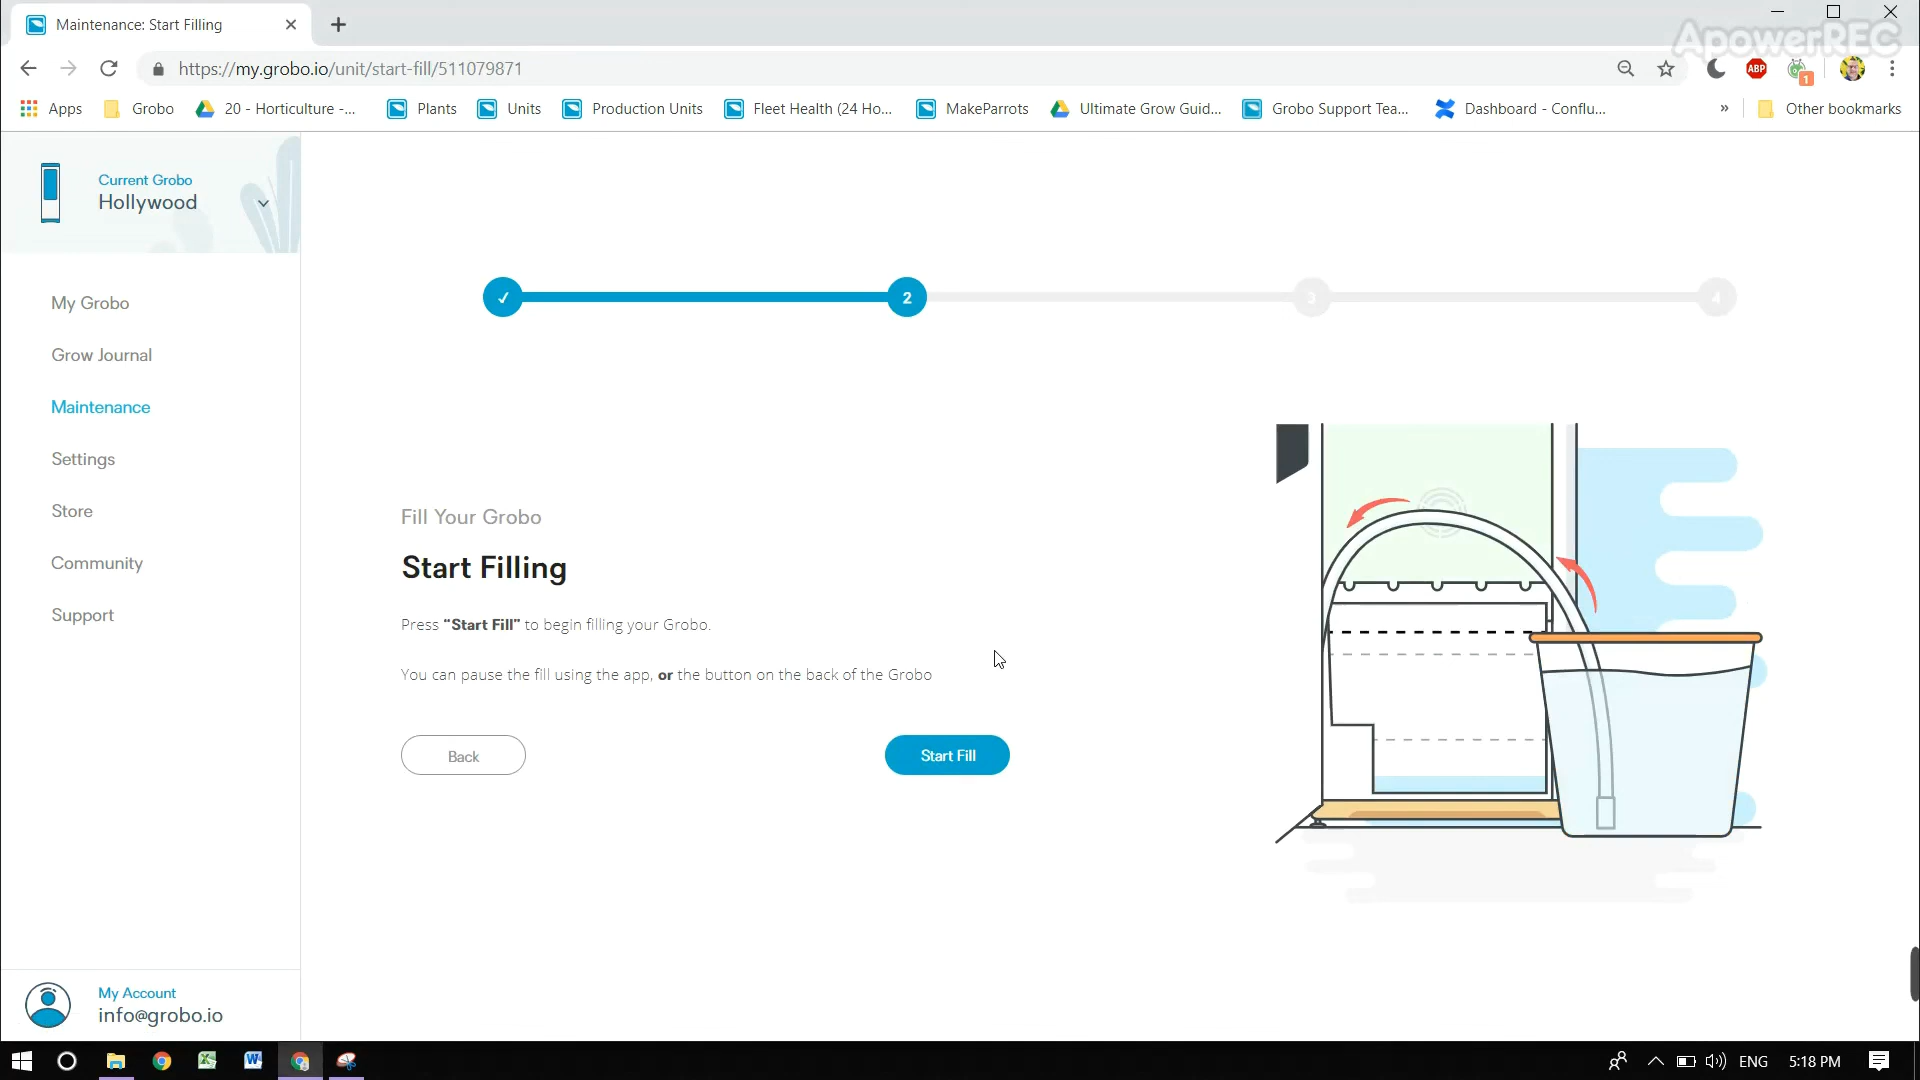 Maintenance: Start Filling
ApowerREC
https://my.grobo.io/unit/start-fill/511079871
ABP
1
Apps
Grobo
20 - Horticulture -...
Plants
Units
Production Units
Fleet Health (24 Ho...
MakeParrots
Ultimate Grow Guid...
Grobo Support Tea...
Dashboard - Conflu...
»
Other bookmarks
Current Grobo
Hollywood
2
3
4
My Grobo
Grow Journal
Maintenance
Settings
Store
Community
Support
Fill Your Grobo
Start Filling
Press “Start Fill” to begin filling your Grobo.
You can pause the fill using the app, or the button on the back of the Grobo
Back
Start Fill
My Account
info@grobo.io
ENG
5:18 PM